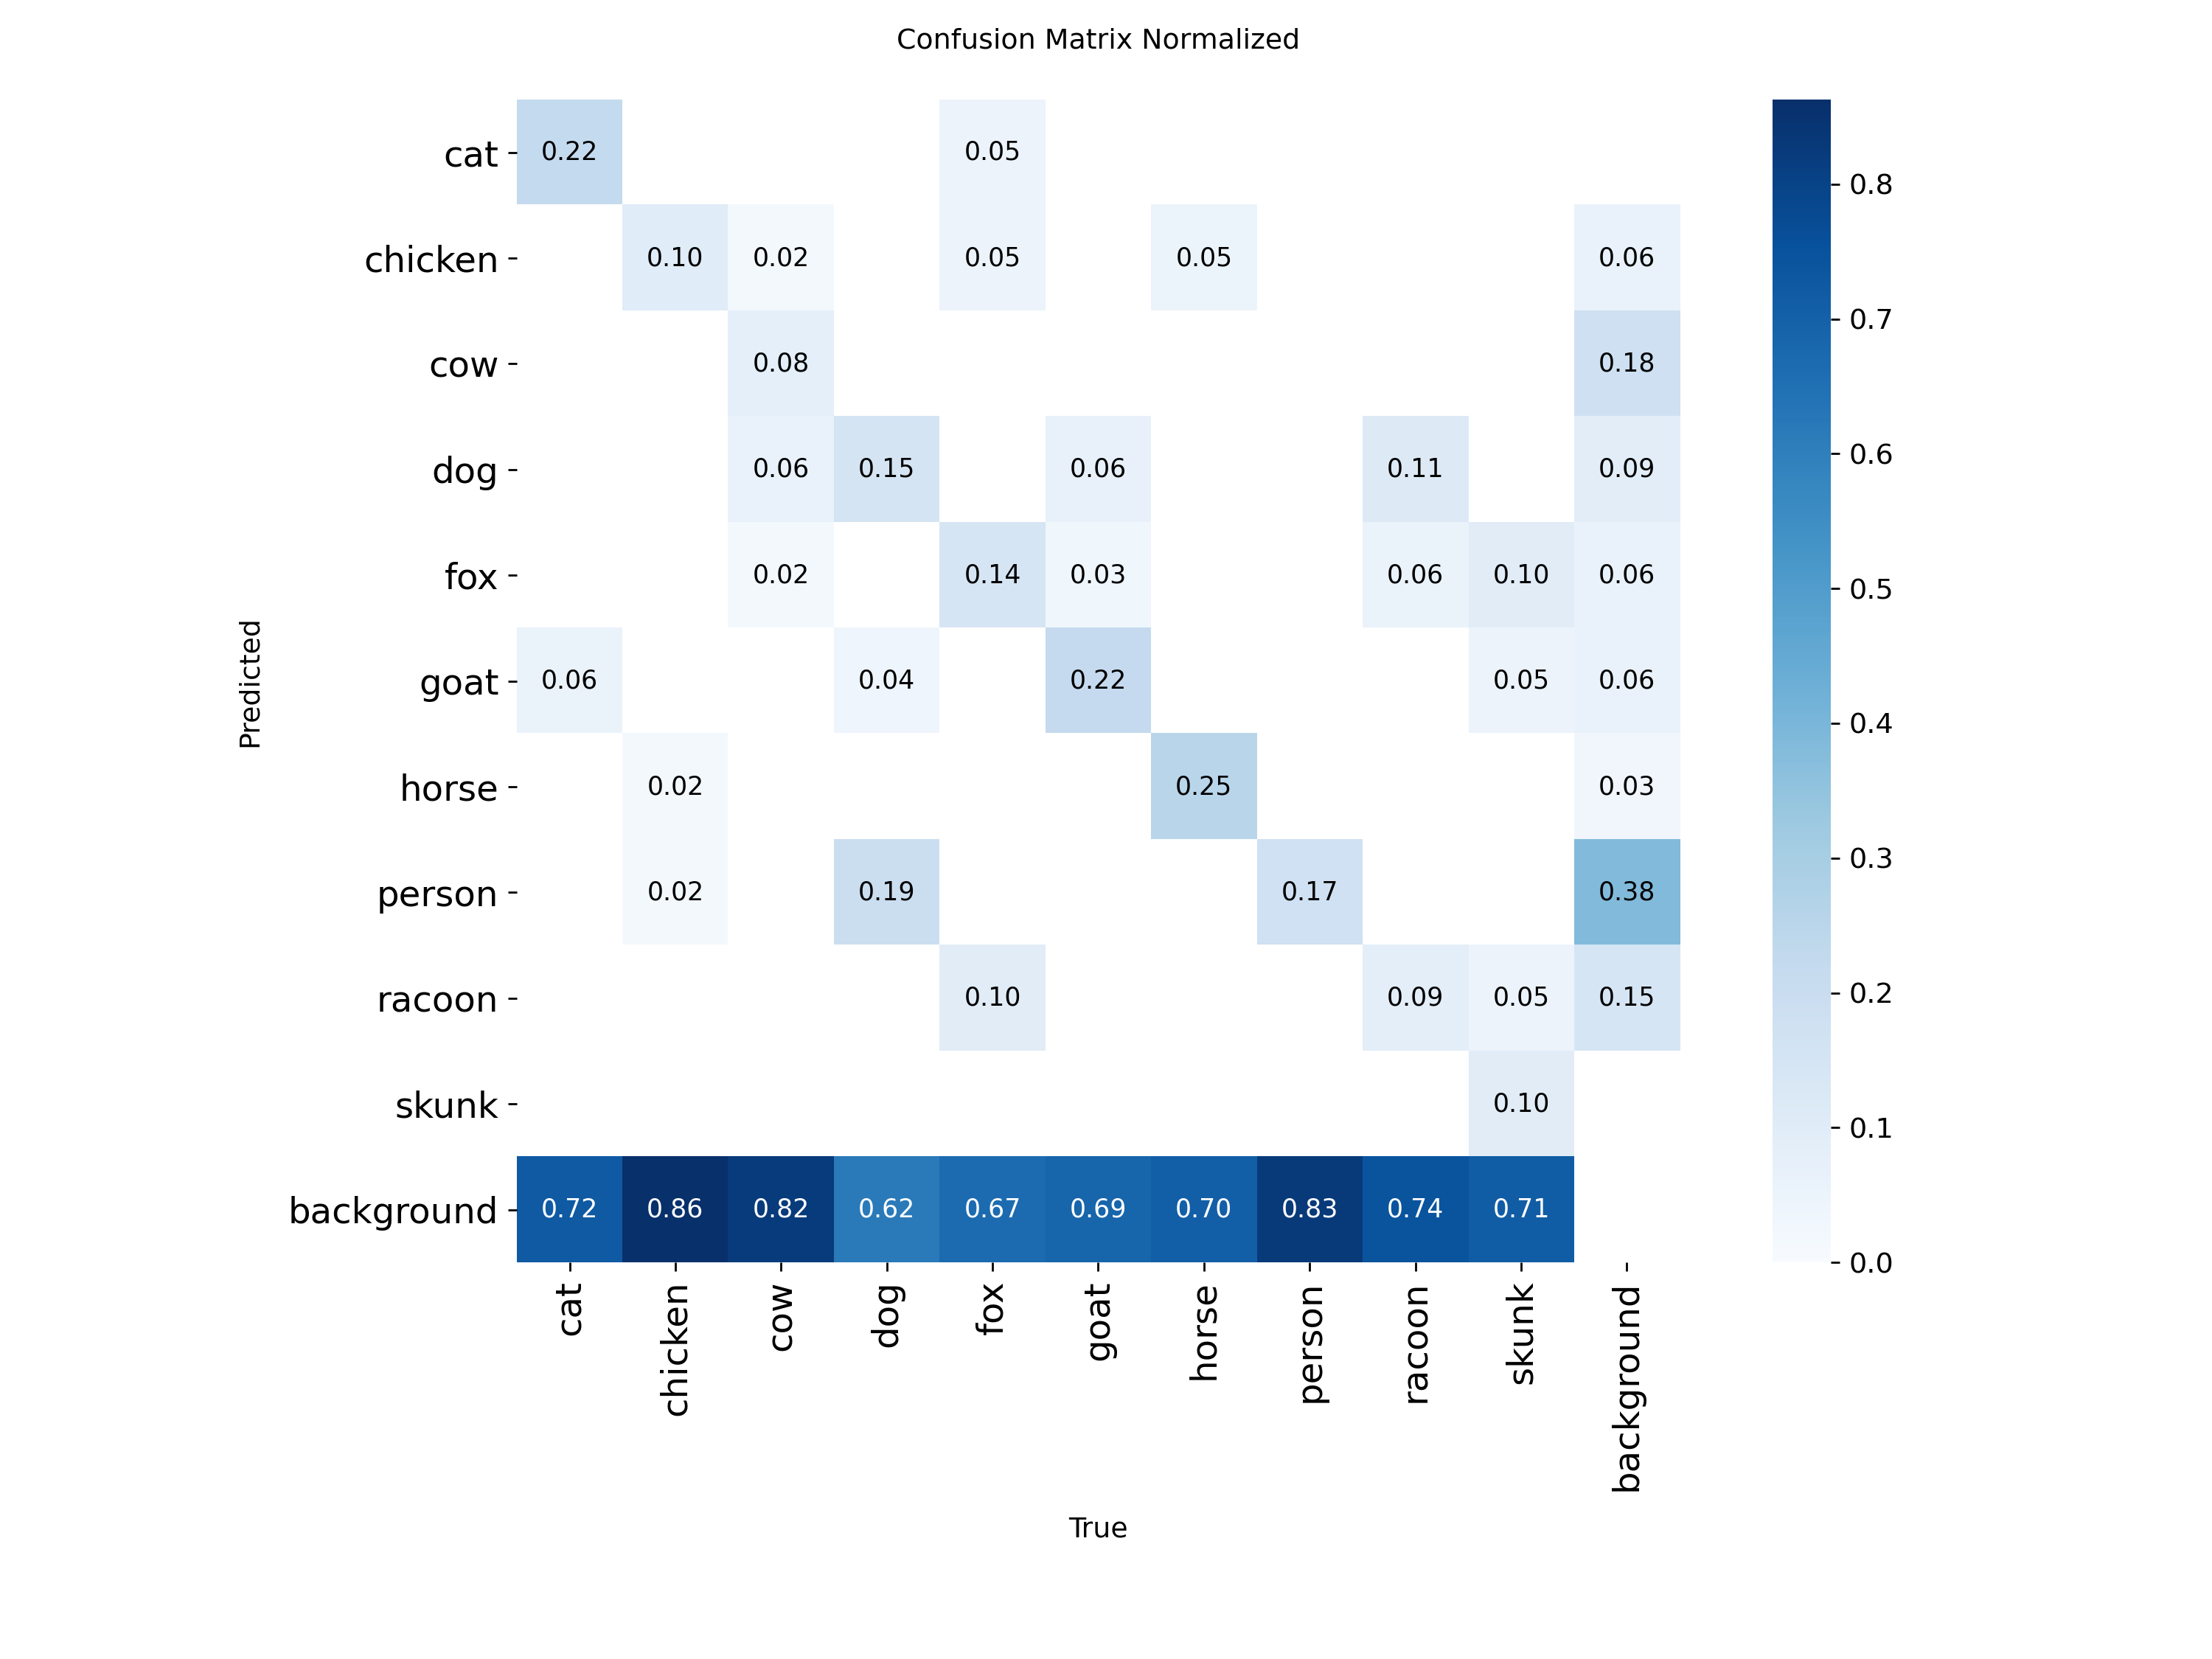 Confusion Matrix Normalized
cat 0.22 0.05
chicken 0.10 0.02 0.05 0.05 0.06
cow 0.08 0.18
dog 0.06 0.15 0.06 0.11 0.09
fox 0.02 0.14 0.03 0.06 0.10 0.06
goat 0.06 0.04 0.22 0.05 0.06
horse 0.02 0.25 0.03
person 0.02 0.19 0.17 0.38
racoon 0.10 0.09 0.05 0.15
skunk 0.10
background 0.72 0.86 0.82 0.62 0.67 0.69 0.70 0.83 0.74 0.71
Predicted
cat chicken cow dog fox goat horse person racoon skunk background
True
0.8
0.7
0.6
0.5
0.4
0.3
0.2
0.1
0.0